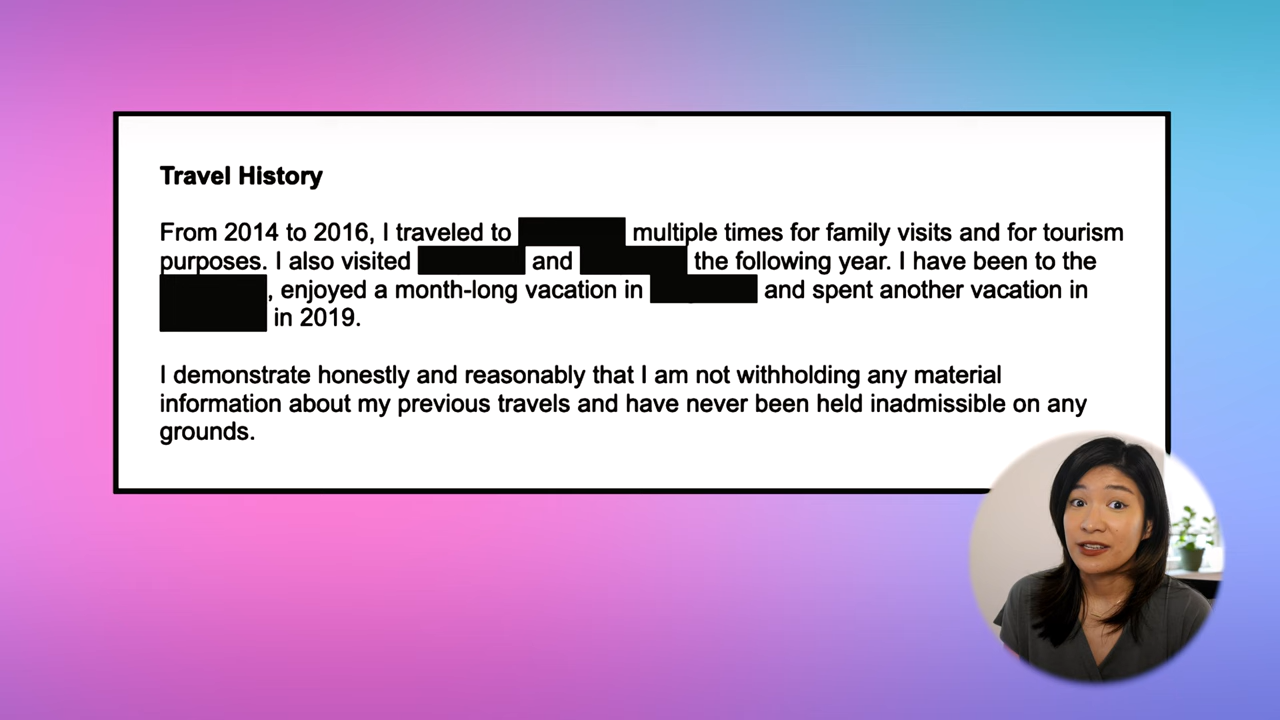 Travel History
From 2014 to 2016, I traveled to multiple times for family visits and for tourism
purposes. I also visited and the following year. I have been to the
, enjoyed a month-long vacation in and spent another vacation in
in 2019.
I demonstrate honestly and reasonably that I am not withholding any material
information about my previous travels and have never been held inadmissible on any
grounds.